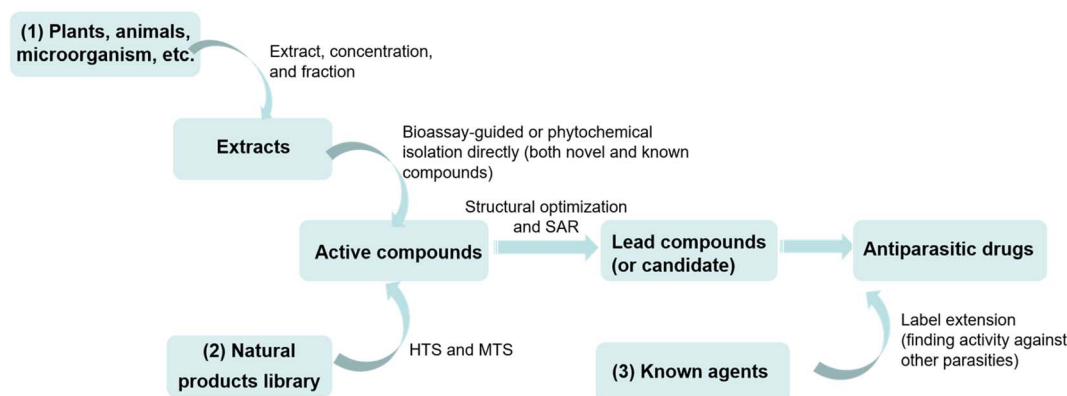 (1) Plants, animals,
microorganism, etc.
Extract, concentration,
and fraction
Extracts
Bioassay-guided or phytochemical
isolation directly (both novel and known
compounds)
Active compounds
Structural optimization
and SAR
Lead compounds
(or candidate)
Antiparasitic drugs
(2) Natural
products library
HTS and MTS
(3) Known agents
Label extension
(finding activity against
other parasities)